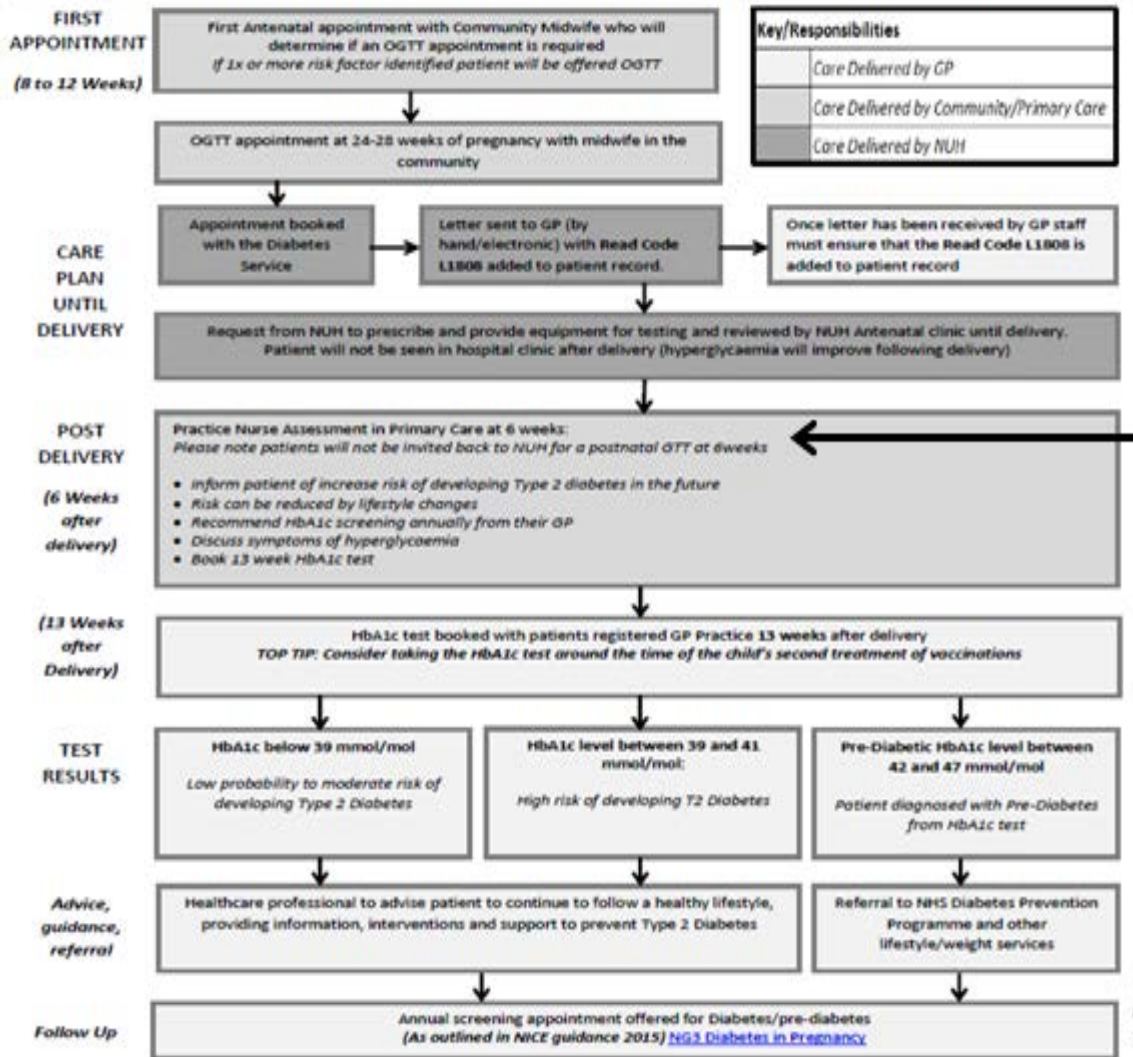 FIRST
APPOINTMENT
(8 to 12 Weeks)
First Antenatal appointment with Community Midwife who will
determine if an OGTT appointment is required
If 1x or more risk factor identified patient will be offered OGTT
Key/Responsibilities
Care Delivered by GP
Care Delivered by Community/Primary Care
Care Delivered by NUH
OGTT appointment at 24-28 weeks of pregnancy with midwife in the
community
CARE
PLAN
UNTIL
DELIVERY
Appointment booked
with the Diabetes
Service
Letter sent to GP (by
hand/electronic) with Read Code
L1808 added to patient record.
Once letter has been received by GP staff
must ensure that the Read Code L1808 is
added to patient record
Request from NUH to prescribe and provide equipment for testing and reviewed by NUH Antenatal clinic until delivery.
Patient will not be seen in hospital clinic after delivery (hyperglycaemia will improve following delivery)
POST
DELIVERY
(6 Weeks
after
delivery)
Practice Nurse Assessment in Primary Care at 6 weeks:
Please note patients will not be invited back to NUH for a postnatal GTT at 6weeks
• Inform patient of increase risk of developing Type 2 diabetes in the future
• Risk can be reduced by lifestyle changes
• Recommend HbA1c screening annually from their GP
• Discuss symptoms of hyperglycaemia
• Book 13 week HbA1c test
(13 Weeks
after
Delivery)
HbA1c test booked with patients registered GP Practice 13 weeks after delivery
TOP TIP: Consider taking the HbA1c test around the time of the child's second treatment of vaccinations
TEST
RESULTS
HbA1c below 39 mmol/mol
Low probability to moderate risk of
developing Type 2 Diabetes
HbA1c level between 39 and 41
mmol/mol:
High risk of developing T2 Diabetes
Pre-Diabetic HbA1c level between
42 and 47 mmol/mol
Patient diagnosed with Pre-Diabetes
from HbA1c test
Advice,
guidance,
referral
Healthcare professional to advise patient to continue to follow a healthy lifestyle,
providing information, interventions and support to prevent Type 2 Diabetes
Referral to NHS Diabetes Prevention
Programme and other
lifestyle/weight services
Follow Up
Annual screening appointment offered for Diabetes/pre-diabetes
(As outlined in NICE guidance 2015) NG3 Diabetes in Pregnancy